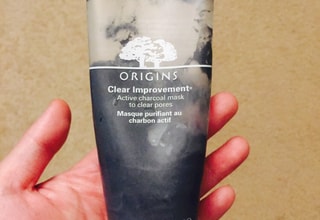 ORIGINS
Clear Improvement®
Active charcoal mask
to clear pores
Masque purifiant au
charbon actif